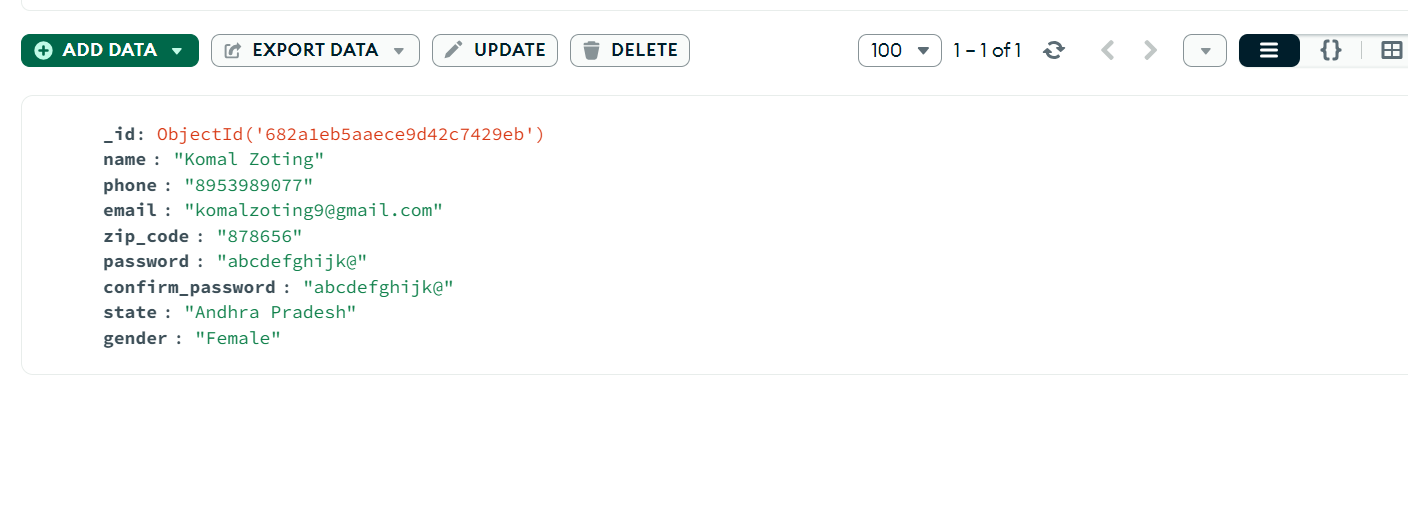 ADD DATA EXPORT DATA UPDATE DELETE 100 1 – 1 of 1 {}
_id: ObjectId('682a1eb5aaece9d42c7429eb')
name : "Komal Zoting"
phone : "8953989077"
email : "komalzoting9@gmail.com"
zip_code : "878656"
password : "abcdefghijk@"
confirm_password : "abcdefghijk@"
state : "Andhra Pradesh"
gender : "Female"